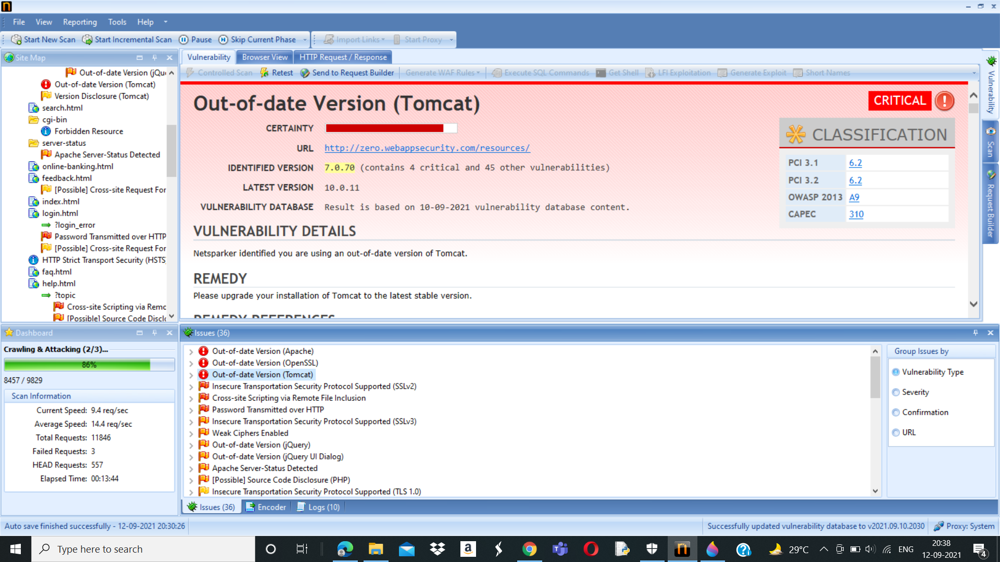 File View Reporting Tools Help
Start New Scan Start Incremental Scan Pause Skip Current Phase Import Links Start Proxy
Site Map
Out-of-date Version (jQu
Out-of-date Version (Tomcat)
Version Disclosure (Tomcat)
search.html
cgi-bin
Forbidden Resource
server-status
Apache Server-Status Detected
online-banking.html
feedback.html
[Possible] Cross-site Request For
index.html
login.html
?login_error
Password Transmitted over HTTP
[Possible] Cross-site Request For
HTTP Strict Transport Security (HSTS
faq.html
help.html
?topic
Cross-site Scripting via Remo
[Possible] Source Code Disclo
Vulnerability Browser View HTTP Request / Response
Controlled Scan Retest Send to Request Builder Generate WAF Rules Execute SQL Commands Get Shell LFI Exploitation Generate Exploit Short Names
Out-of-date Version (Tomcat)
CRITICAL
CERTAINTY
URL http://zero.webappsecurity.com/resources/
IDENTIFIED VERSION 7.0.70 (contains 4 critical and 45 other vulnerabilities)
LATEST VERSION 10.0.11
VULNERABILITY DATABASE Result is based on 10-09-2021 vulnerability database content.
CLASSIFICATION
PCI 3.1 6.2
PCI 3.2 6.2
OWASP 2013 A9
CAPEC 310
VULNERABILITY DETAILS
Netsparker identified you are using an out-of-date version of Tomcat.
REMEDY
Please upgrade your installation of Tomcat to the latest stable version.
REMEDY REFERENCES
Vulnerability
Scan
Request Builder
Dashboard
Crawling & Attacking (2/3)...
86%
8457 / 9829
Scan Information
Current Speed: 9.4 req/sec
Average Speed: 14.4 req/sec
Total Requests: 11846
Failed Requests: 3
HEAD Requests: 557
Elapsed Time: 00:13:44
Issues (36)
Out-of-date Version (Apache)
Out-of-date Version (OpenSSL)
Out-of-date Version (Tomcat)
Insecure Transportation Security Protocol Supported (SSLv2)
Cross-site Scripting via Remote File Inclusion
Password Transmitted over HTTP
Insecure Transportation Security Protocol Supported (SSLv3)
Weak Ciphers Enabled
Out-of-date Version (jQuery)
Out-of-date Version (jQuery UI Dialog)
Apache Server-Status Detected
[Possible] Source Code Disclosure (PHP)
Insecure Transportation Security Protocol Supported (TLS 1.0)
Group Issues by
Vulnerability Type
Severity
Confirmation
URL
Issues (36) Encoder Logs (10)
Auto save finished successfully - 12-09-2021 20:30:26
Successfully updated vulnerability database to v2021.09.10.2030 Proxy: System
Type here to search
29°C ENG
20:38
12-09-2021
4